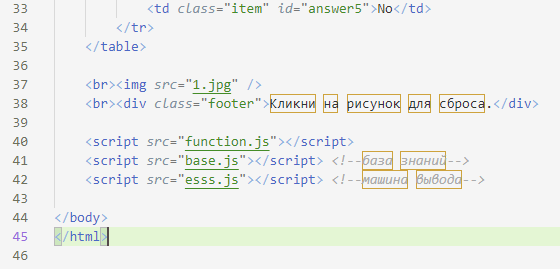 33 <td class="item" id="answer5">No</td>
34 </tr>
35 </table>
36
37 <br><img src="1.jpg" />
38 <br><div class="footer">Кликни на рисунок для сброса.</div>
39
40 <script src="function.js"></script>
41 <script src="base.js"></script> <!--база знаний-->
42 <script src="esss.js"></script> <!--машина вывода-->
43
44 </body>
45 </html>
46